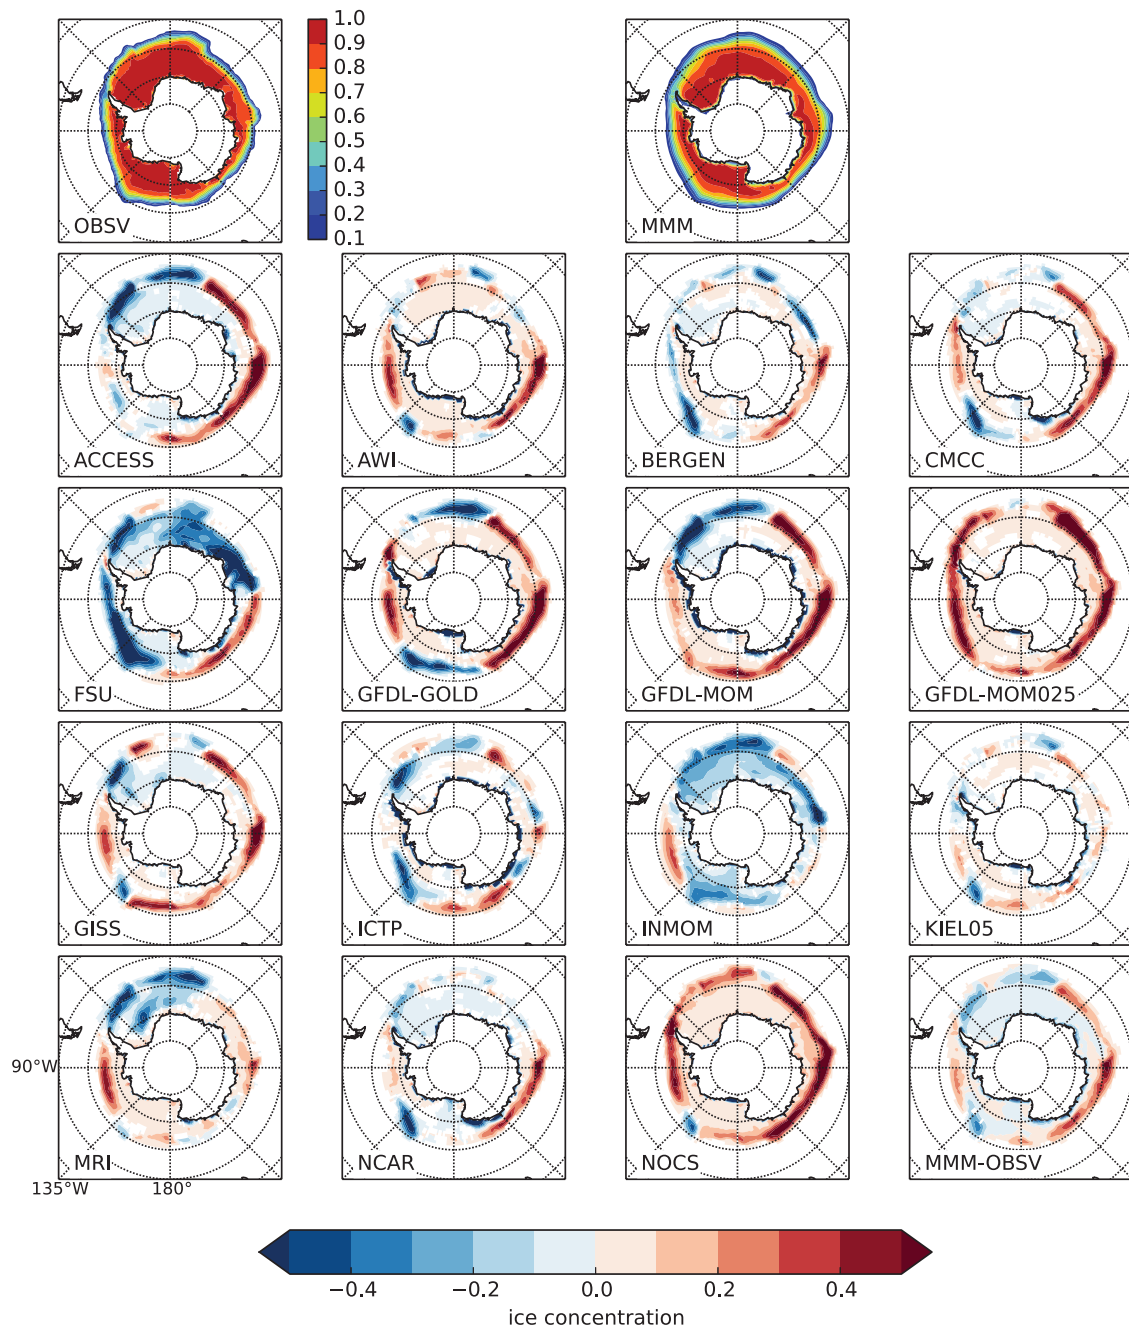 1.0
0.9
0.8
0.7
0.6
0.5
0.4
0.3
0.2
0.1
OBSV
MMM
ACCESS
AWI
BERGEN
CMCC
FSU
GFDL-GOLD
GFDL-MOM
GFDL-MOM025
GISS
ICTP
INMOM
KIEL05
90°W
MRI
NCAR
NOCS
MMM-OBSV
135°W 180°
−0.4 −0.2 0.0 0.2 0.4
ice concentration